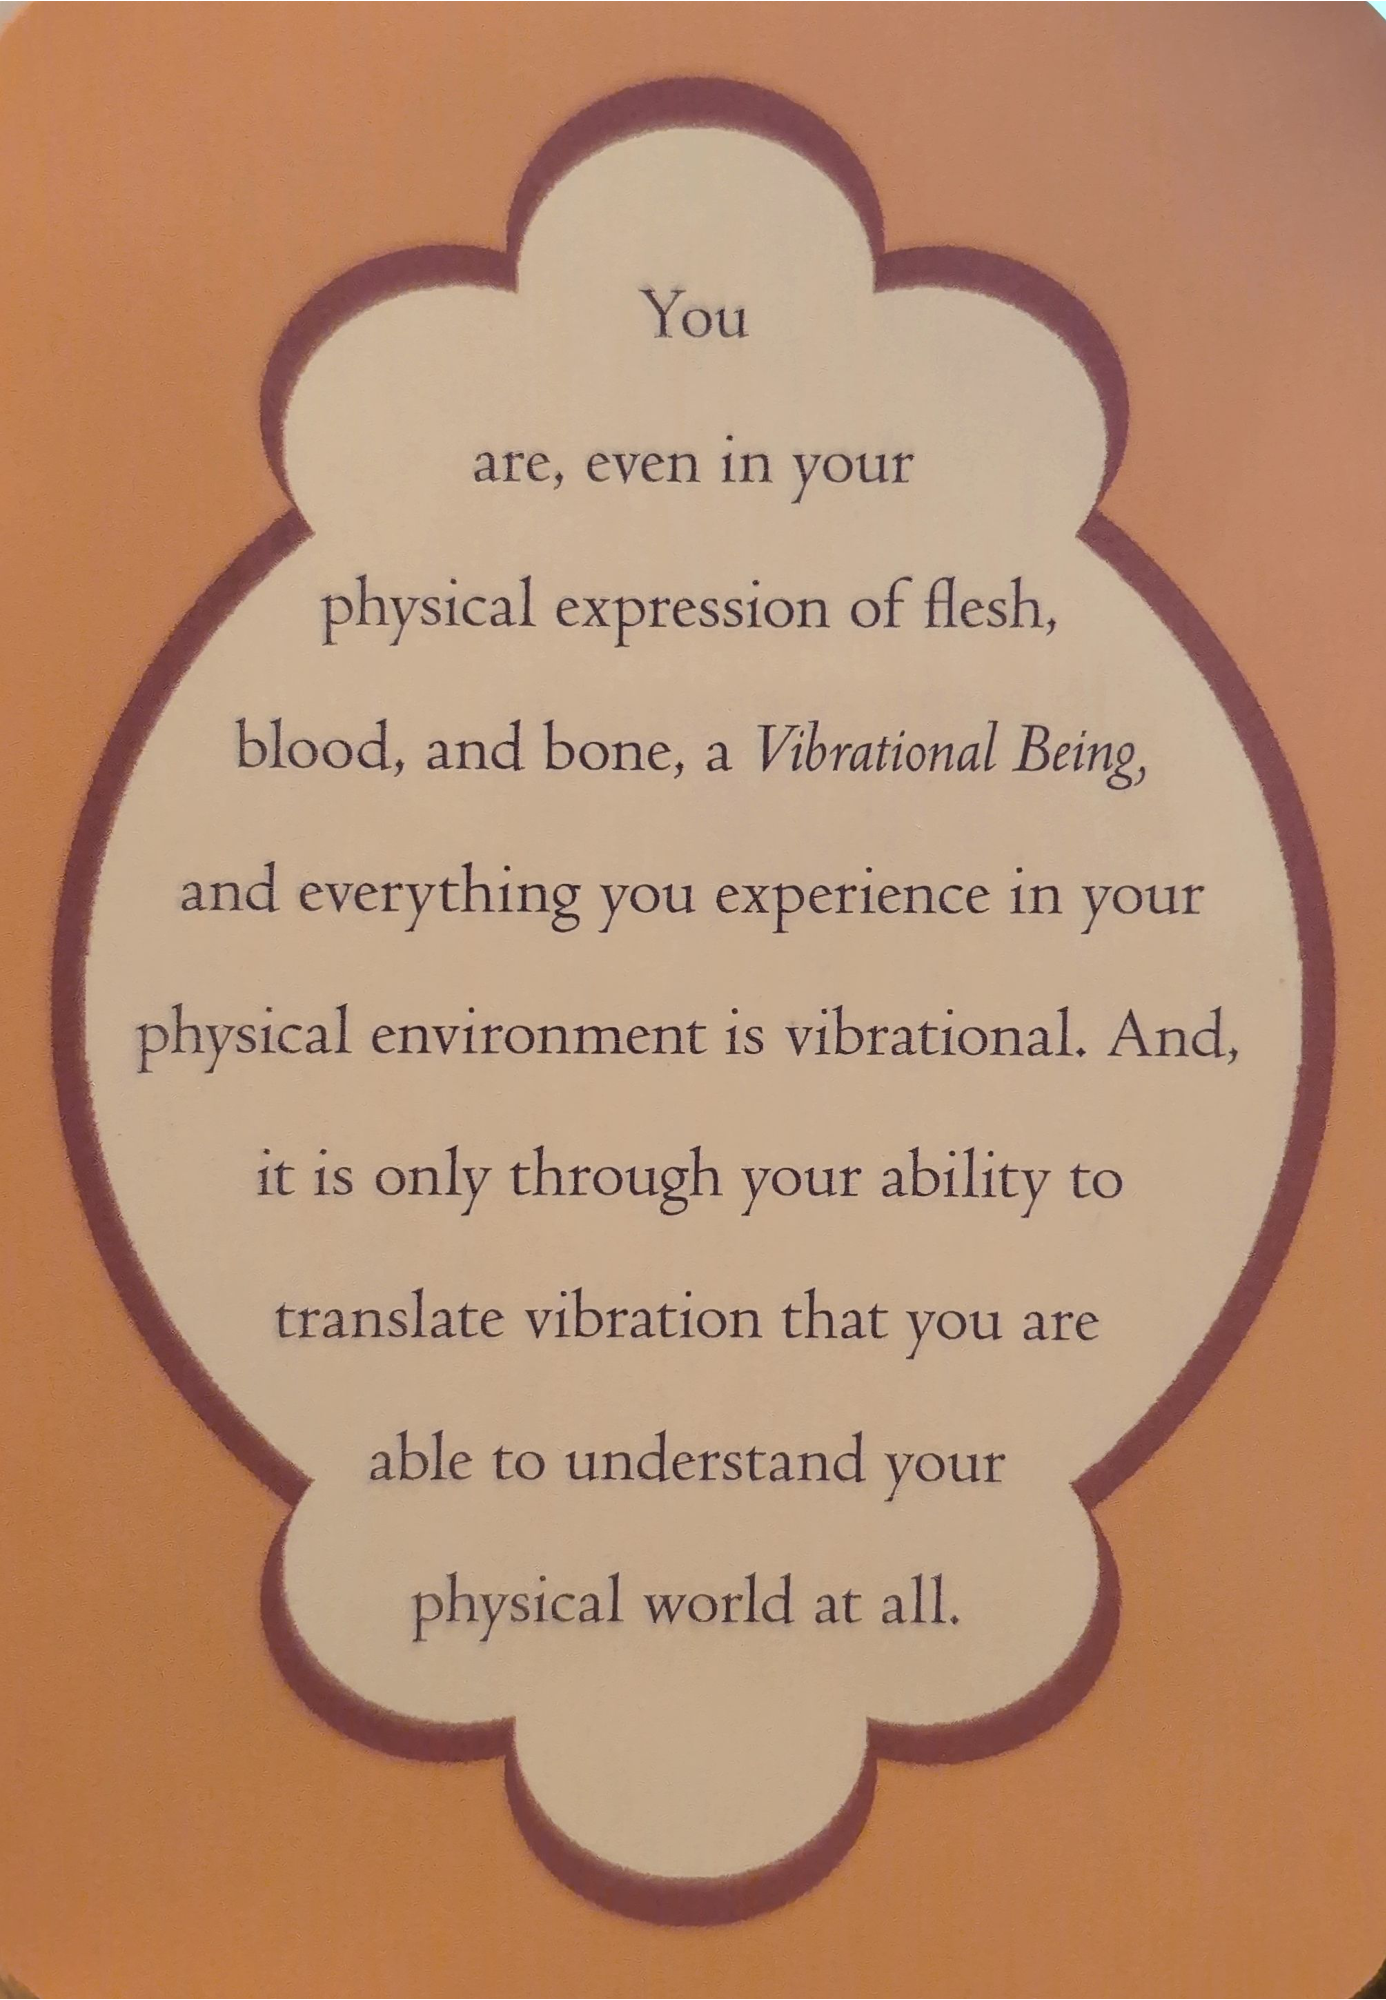 You
are, even in your
physical expression of flesh,
blood, and bone, a Vibrational Being,
and everything you experience in your
physical environment is vibrational. And,
it is only through your ability to
translate vibration that you are
able to understand your
physical world at all.